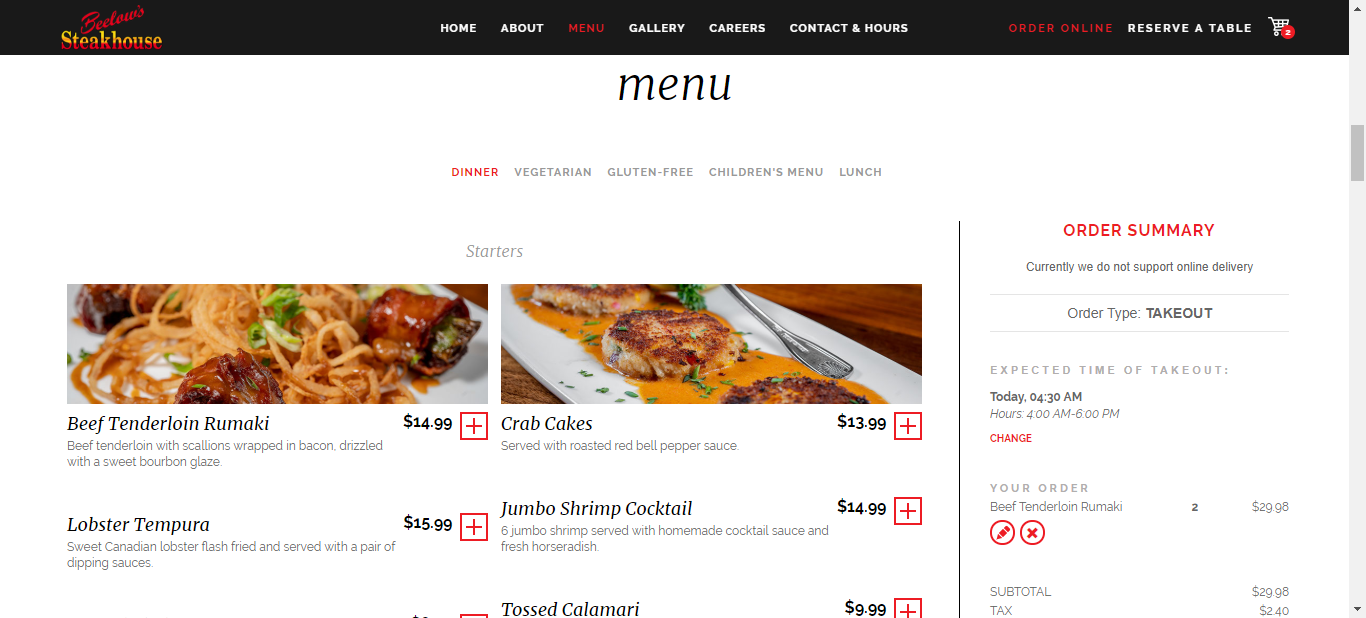 Beelow's
Steakhouse
HOME ABOUT MENU GALLERY CAREERS CONTACT & HOURS ORDER ONLINE RESERVE A TABLE 2
menu
DINNER VEGETARIAN GLUTEN-FREE CHILDREN'S MENU LUNCH
Starters
Beef Tenderloin Rumaki $14.99
Beef tenderloin with scallions wrapped in bacon, drizzled
with a sweet bourbon glaze.
Crab Cakes $13.99
Served with roasted red bell pepper sauce.
Lobster Tempura $15.99
Sweet Canadian lobster flash fried and served with a pair of
dipping sauces.
Jumbo Shrimp Cocktail $14.99
6 jumbo shrimp served with homemade cocktail sauce and
fresh horseradish.
Tossed Calamari $9.99
ORDER SUMMARY
Currently we do not support online delivery
Order Type: TAKEOUT
EXPECTED TIME OF TAKEOUT:
Today, 04:30 AM
Hours: 4:00 AM-6:00 PM
CHANGE
YOUR ORDER
Beef Tenderloin Rumaki 2 $29.98
SUBTOTAL $29.98
TAX $2.40